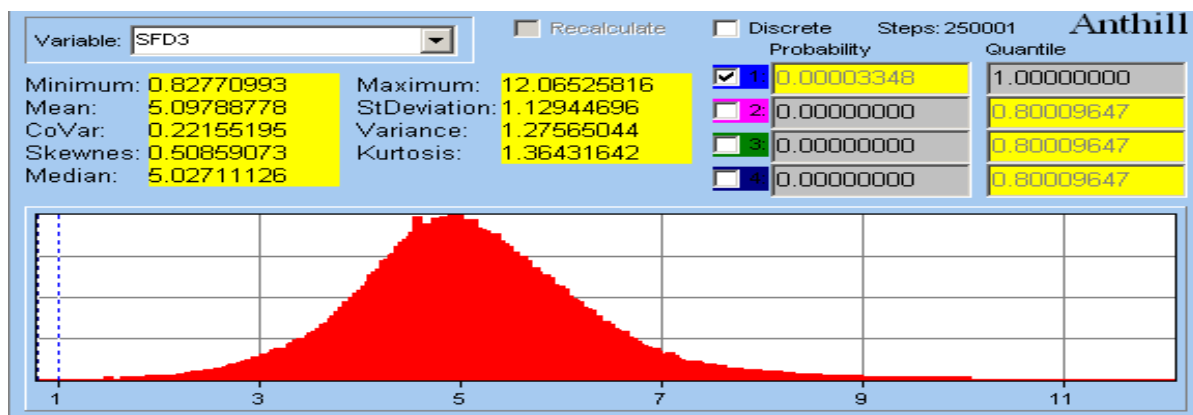 Variable: SFD3
Recalculate
Discrete Steps: 250001 Anthill
Probability Quantile
Minimum: 0.82770993 Maximum: 12.06525816 1: 0.00003348 1.00000000
Mean: 5.09788778 StDeviation: 1.12944696 2: 0.00000000 0.80009647
CoVar: 0.22155195 Variance: 1.27565044 3: 0.00000000 0.80009647
Skewnes: 0.50859073 Kurtosis: 1.36431642 4: 0.00000000 0.80009647
Median: 5.02711126
1 3 5 7 9 11